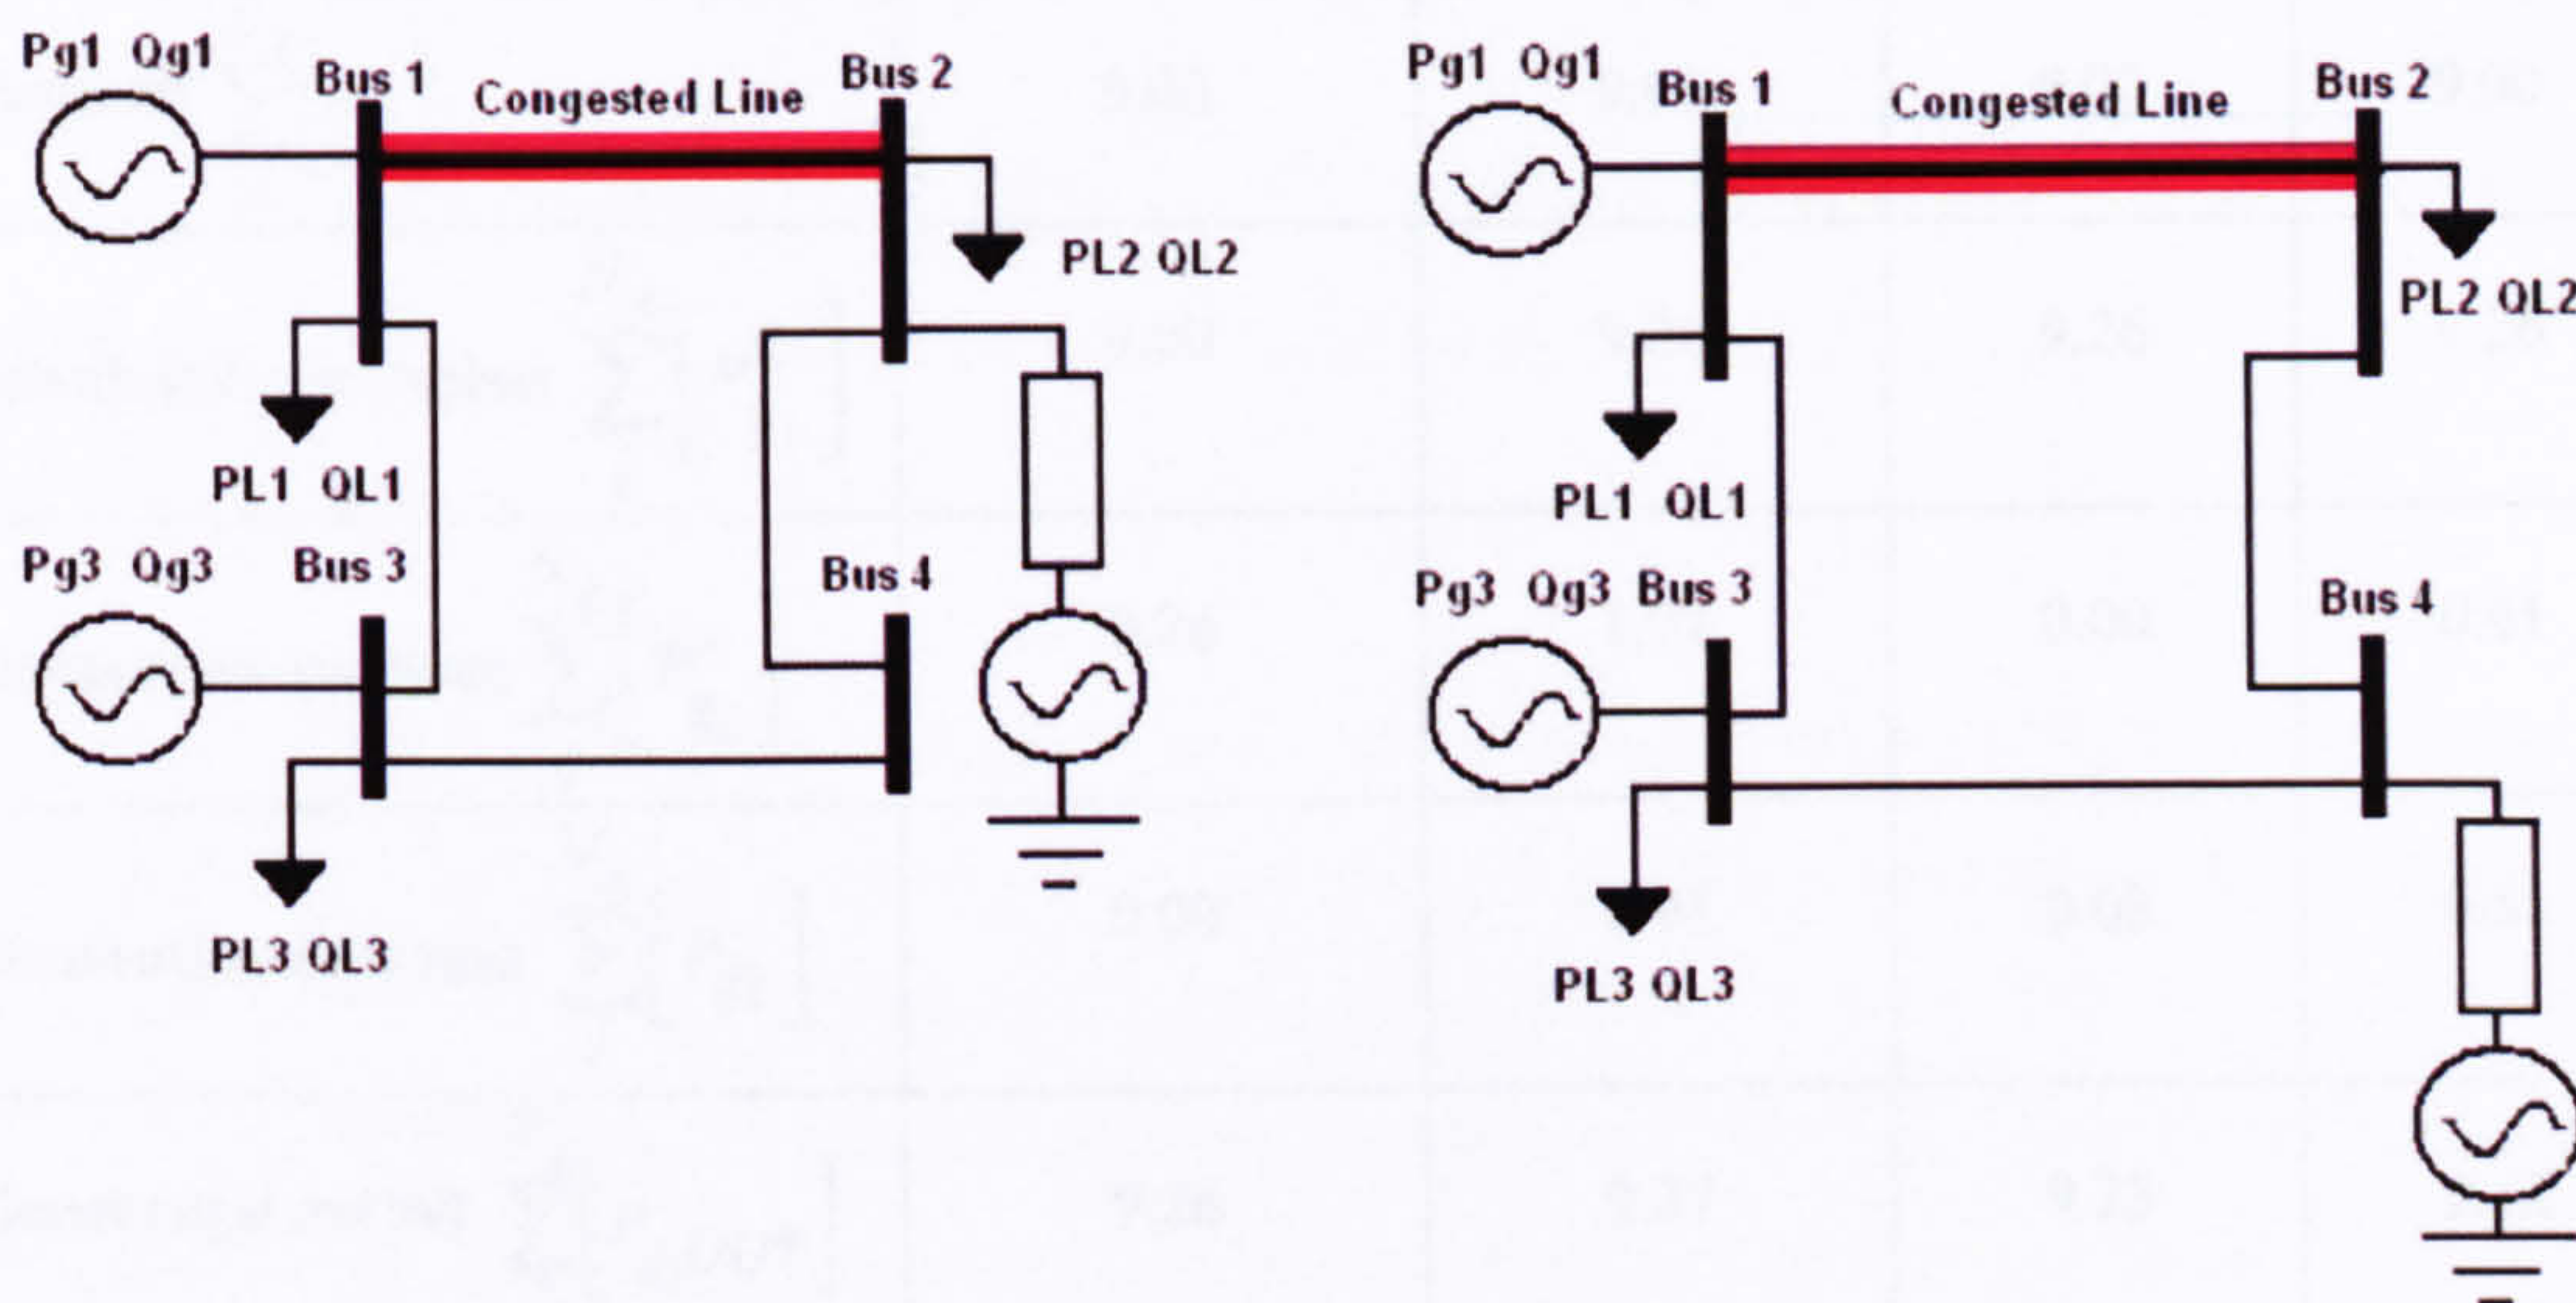 Pg1 Qg1
Bus 1
Congested Line
Bus 2
PL2 QL2
PL1 QL1
Pg3 Qg3
Bus 3
Bus 4
PL3 QL3
Pg1 Qg1
Bus 1
Congested Line
Bus 2
PL2 QL2
PL1 QL1
Pg3 Qg3
Bus 3
Bus 4
PL3 QL3